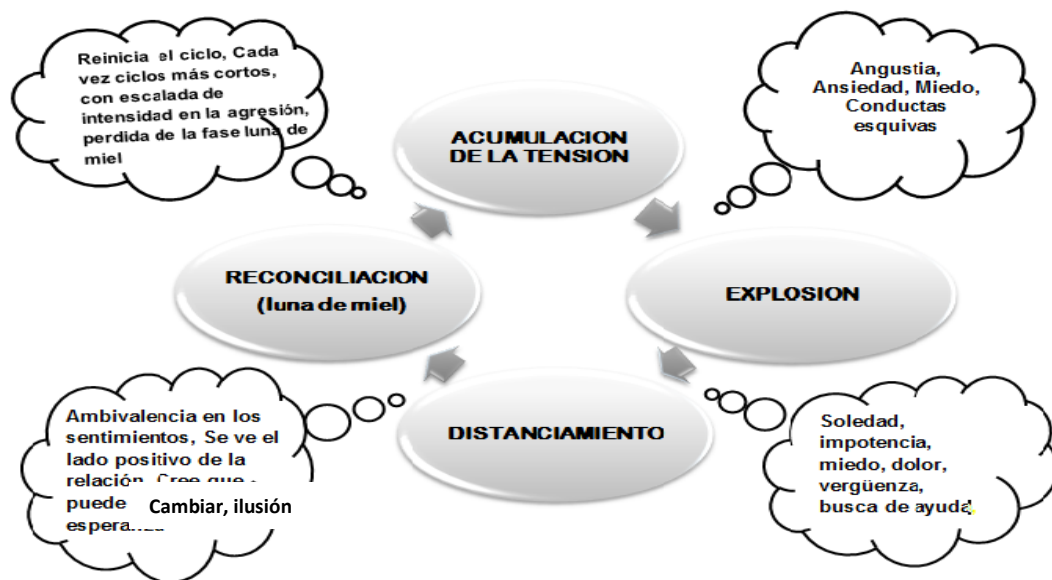 Reinicia el ciclo, Cada
vez ciclos más cortos,
con escalada de
intensidad en la agresión,
perdida de la fase luna de
miel
Angustia,
Ansiedad, Miedo,
Conductas
esquivas
ACUMULACION
DE LA TENSION
RECONCILIACION
(luna de miel)
EXPLOSION
DISTANCIAMIENTO
Ambivalencia en los
sentimientos, Se ve el
lado positivo de la
relación, Cree que
puede Cambiar, ilusión
Soledad,
impotencia,
miedo, dolor,
vergüenza,
busca de ayuda